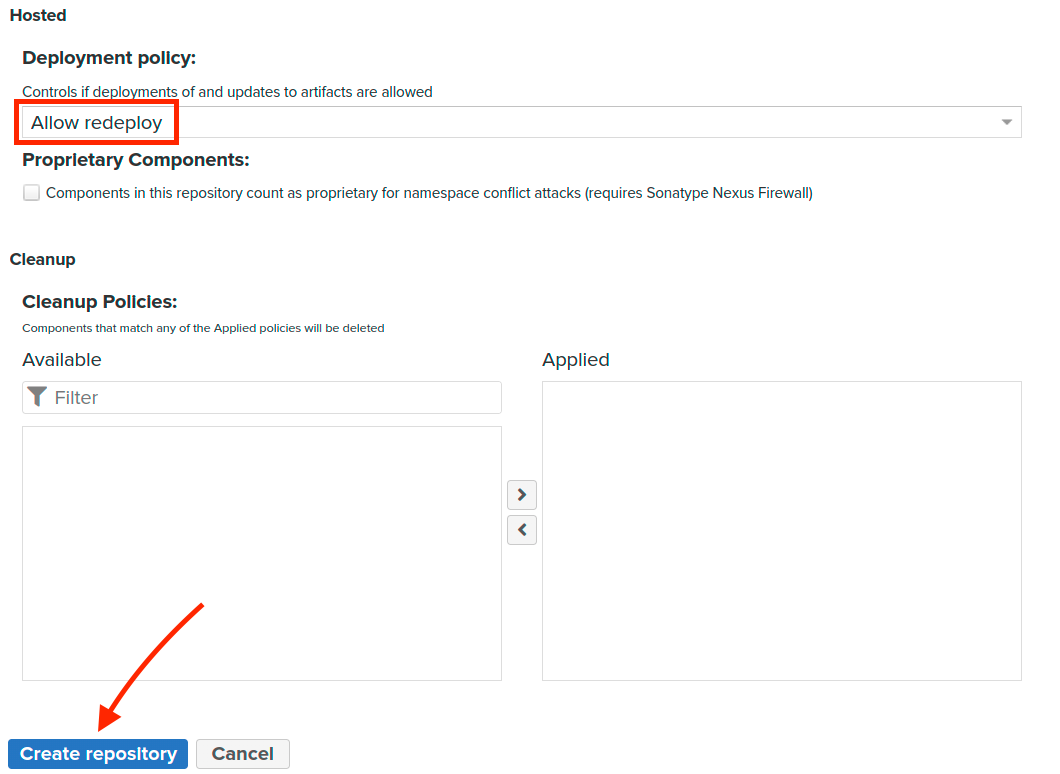 Hosted
Deployment policy:
Controls if deployments of and updates to artifacts are allowed
Allow redeploy
Proprietary Components:
Components in this repository count as proprietary for namespace conflict attacks (requires Sonatype Nexus Firewall)
Cleanup
Cleanup Policies:
Components that match any of the Applied policies will be deleted
Available
Applied
Filter
Create repository
Cancel